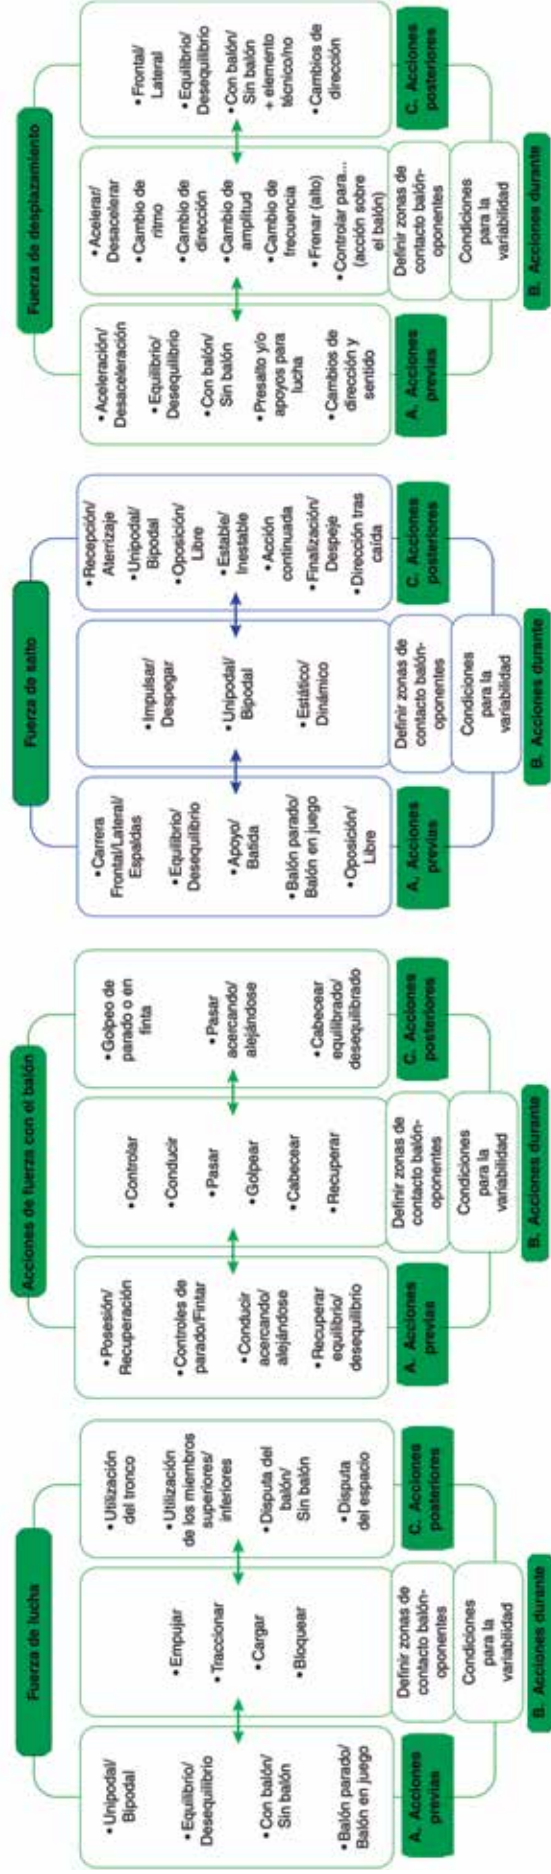 Fuerza de lucha
• Unipodal/
Bipodal
• Equilibrio/
Desequilibrio
• Con balón/
Sin balón
• Balón parado/
Balón en juego
A. Acciones
previas
• Empujar
• Traccionar
• Cargar
• Bloquear
Definir zonas de
contacto balón-
oponentes
Condiciones
para la
variabilidad
B. Acciones durante
• Utilización
del tronco
• Utilización
de los miembros
superiores/
inferiores
• Disputa del
balón/
Sin balón
• Disputa
del espacio
C. Acciones
posteriores
Acciones de fuerza con el balón
• Posesión/
Recuperación
• Controles de
parado/Fintar
• Conducir
acercando/
alejándose
• Recuperar
equilibrio/
desequilibrio
A. Acciones
previas
• Controlar
• Conducir
• Pasar
• Golpear
• Cabecear
• Recuperar
Definir zonas de
contacto balón-
oponentes
Condiciones
para la
variabilidad
B. Acciones durante
• Golpeo de
parado o en
finta
• Pasar
acercando/
alejándose
• Cabecear
equilibrado/
desequilibrado
C. Acciones
posteriores
Fuerza de salto
• Carrera
Frontal/Lateral/
Espaldas
• Equilibrio/
Desequilibrio
• Apoyo/
Batida
• Balón parado/
Balón en juego
• Oposición/
Libre
A. Acciones
previas
• Impulsar/
Despegar
• Unipodal/
Bipodal
• Estático/
Dinámico
Definir zonas de
contacto balón-
oponentes
Condiciones
para la
variabilidad
B. Acciones durante
• Recepción/
Aterrizaje
• Unipodal/
Bipodal
• Oposición/
Libre
• Estable/
Inestable
• Acción
continuada
• Finalización/
Despeje
• Dirección tras
caída
C. Acciones
posteriores
Fuerza de desplazamiento
• Aceleración/
Desaceleración
• Equilibrio/
Desequilibrio
• Con balón/
Sin balón
• Presalto y/o
apoyos para
lucha
• Cambios de
dirección y
sentido
A. Acciones
previas
• Acelerar/
Desacelerar
• Cambio de
ritmo
• Cambio de
dirección
• Cambio de
amplitud
• Cambio de
frecuencia
• Frenar (alto)
• Controlar para...
(acción sobre
el balón)
Definir zonas de
contacto balón-
oponentes
Condiciones
para la
variabilidad
B. Acciones durante
• Frontal/
Lateral
• Equilibrio/
Desequilibrio
• Con balón/
Sin balón
+ elemento
técnico/no
• Cambios de
dirección
C. Acciones
posteriores